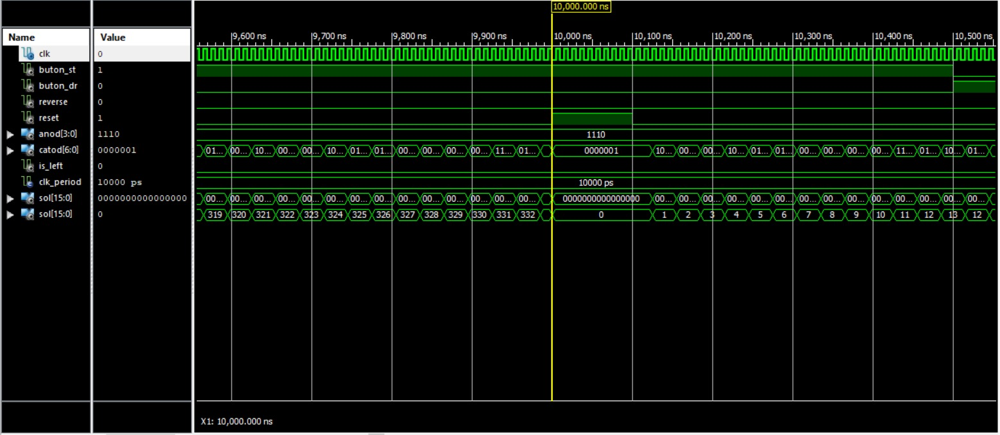 10,000.000 ns
Name Value
9,600 ns 9,700 ns 9,800 ns 9,900 ns 10,000 ns 10,100 ns 10,200 ns 10,300 ns 10,400 ns 10,500 ns
clk 0
buton_st 1
buton_dr 0
reverse 0
reset 1
anod[3:0] 1110 1110
catod[6:0] 0000001 01... 00... 10... 00... 00... 10... 01... 01... 00... 00... 00... 00... 11... 01... 0000001 10... 00... 00... 10... 01... 01... 00... 00... 00... 00... 11... 01... 10... 01...
is_left 0
clk_period 10000 ps 10000 ps
sol[15:0] 0000000000000000 00... 00... 00... 00... 00... 00... 00... 00... 00... 00... 00... 00... 00... 00... 0000000000000000 00... 00... 00... 00... 00... 00... 00... 00... 00... 00... 00... 00... 00... 00...
sol[15:0] 0 319 320 321 322 323 324 325 326 327 328 329 330 331 332 0 1 2 3 4 5 6 7 8 9 10 11 12 13 12
X1: 10,000.000 ns